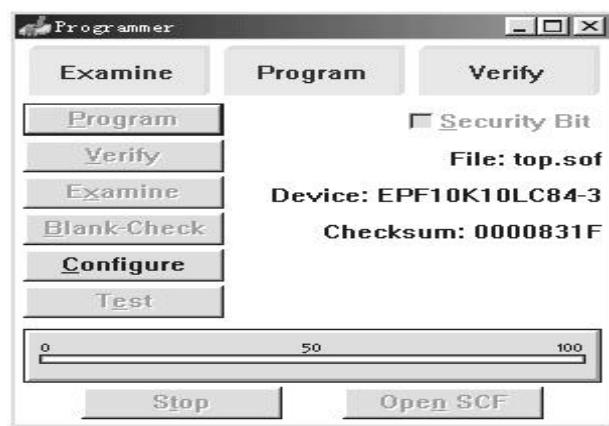 Programmer
Examine Program Verify
Program
Security Bit
Verify
File: top.sof
Examine
Device: EPF10K10LC84-3
Blank-Check
Checksum: 0000831F
Configure
Test
0 50 100
Stop Open SCF